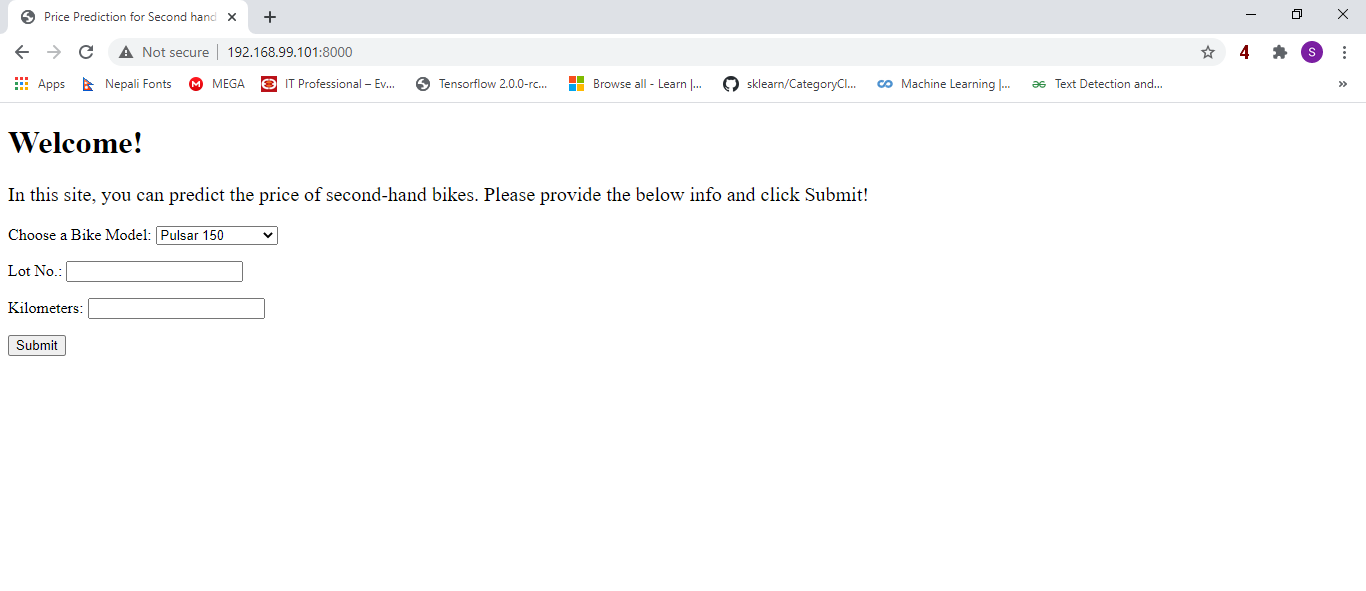 Price Prediction for Second hand
Not secure 192.168.99.101:8000
4 S
Apps Nepali Fonts MEGA IT Professional – Ev... Tensorflow 2.0.0-rc... Browse all - Learn |... sklearn/CategoryCl... Machine Learning |... Text Detection and... »
Welcome!
In this site, you can predict the price of second-hand bikes. Please provide the below info and click Submit!
Choose a Bike Model: Pulsar 150
Lot No.:
Kilometers:
Submit